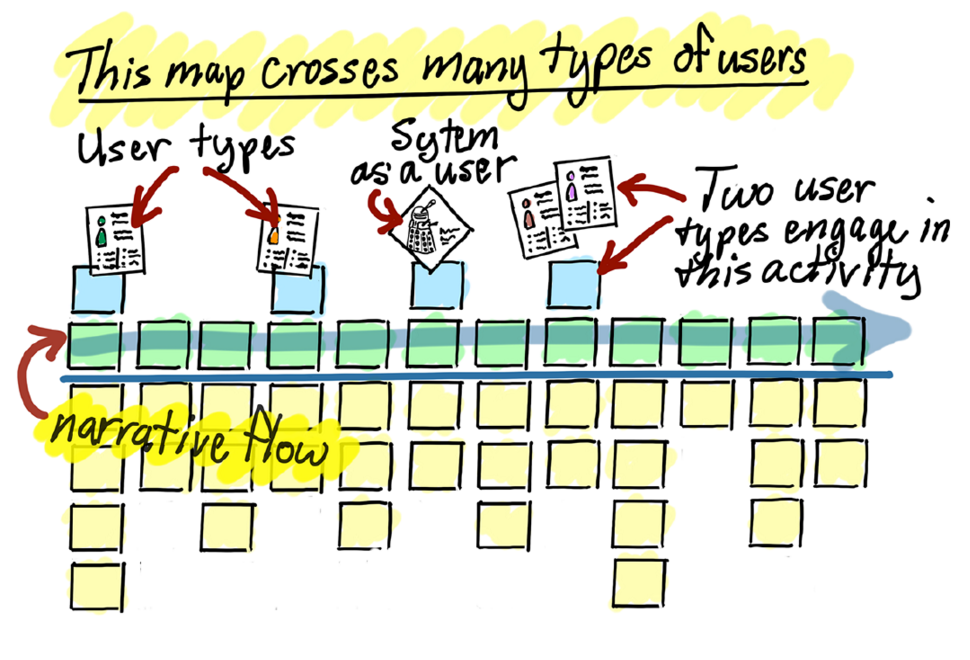 This map crosses many types of users
User types
Sytem
as a user
Two user
types engage in
this activity
narrative flow